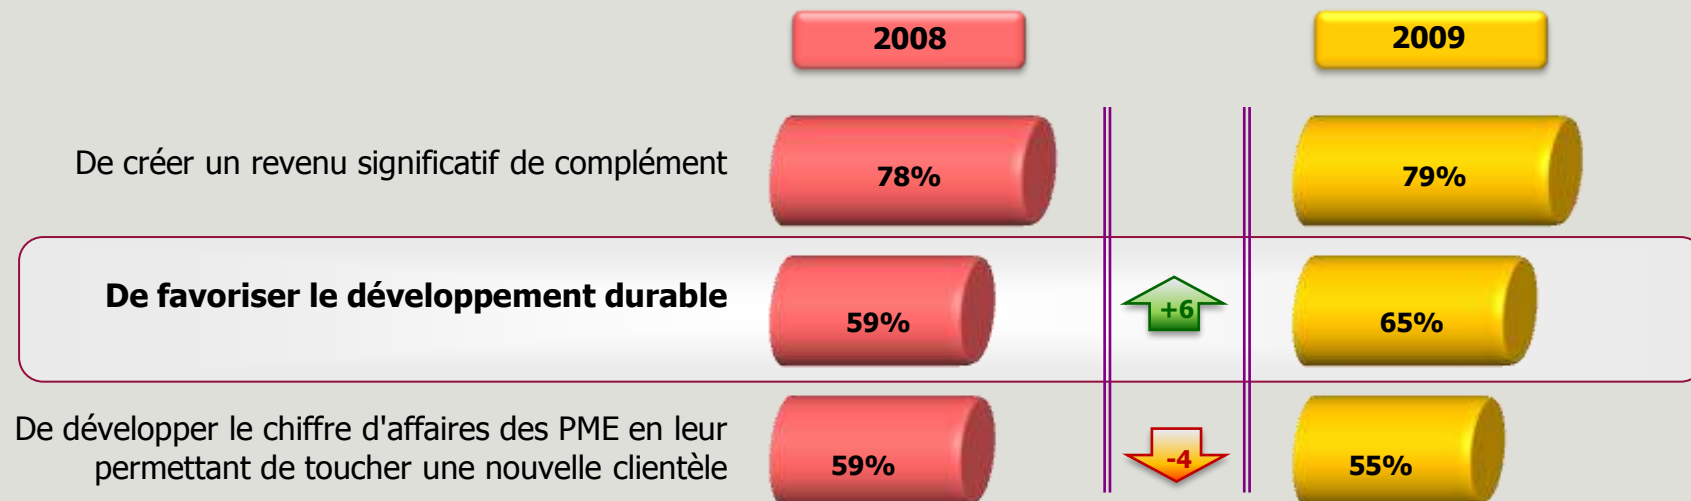 2008
2009
De créer un revenu significatif de complément
78%
79%
De favoriser le développement durable
59%
+6
65%
De développer le chiffre d'affaires des PME en leur
permettant de toucher une nouvelle clientèle
59%
-4
55%